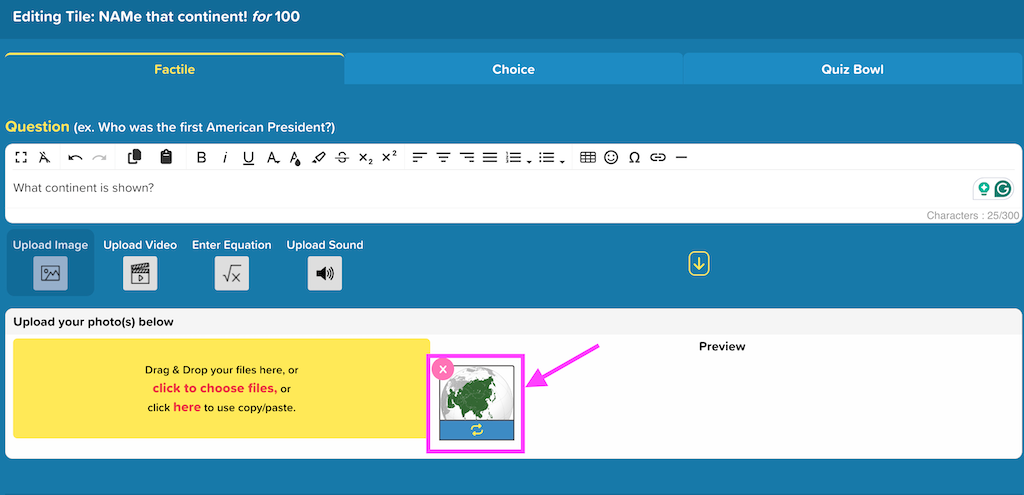 Editing Tile: NAMe that continent! for 100
Factile
Choice
Quiz Bowl
Question (ex. Who was the first American President?)
What continent is shown?
Characters : 25/300
Upload Image
Upload Video
Enter Equation
Upload Sound
Upload your photo(s) below
Drag & Drop your files here, or
click to choose files, or
click here to use copy/paste.
X
Preview